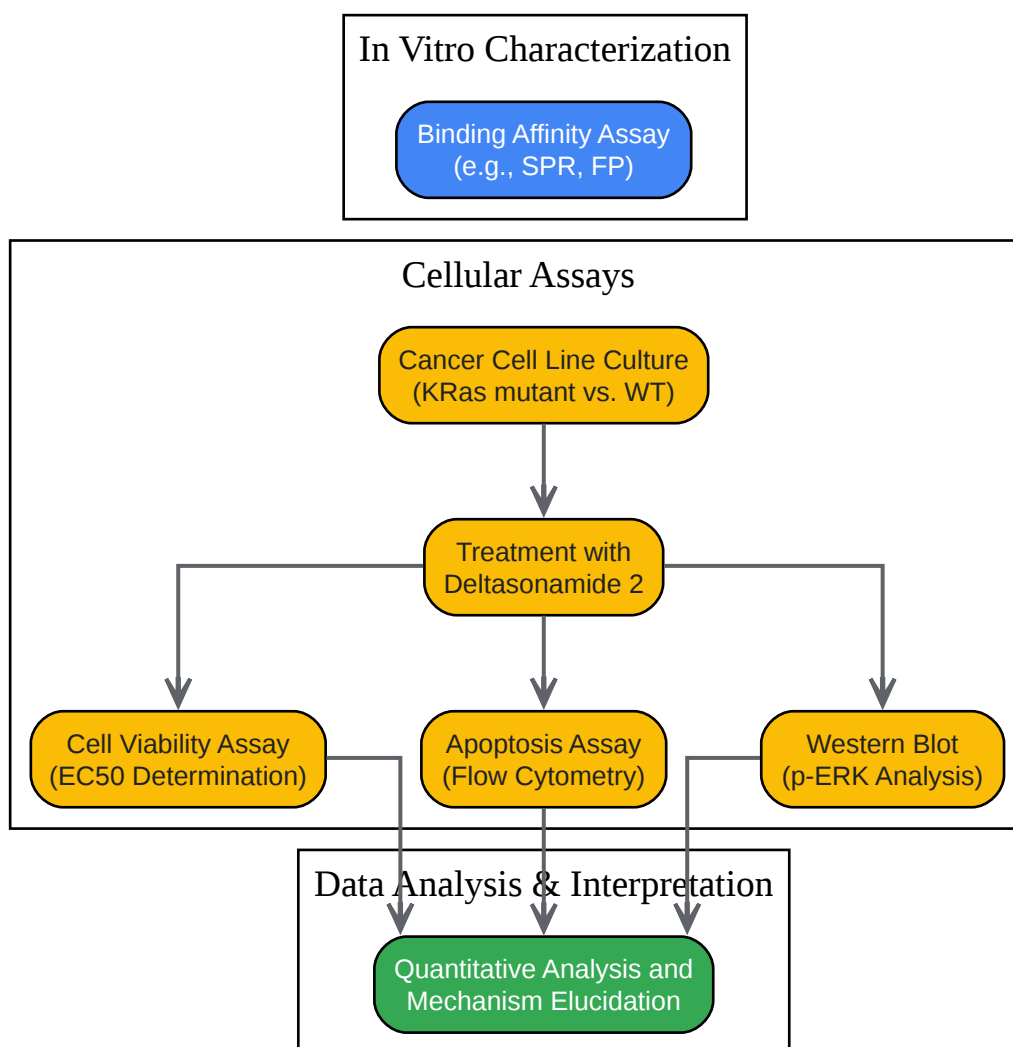 In Vitro Characterization
Binding Affinity Assay
(e.g., SPR, FP)
Cellular Assays
Cancer Cell Line Culture
(KRas mutant vs. WT)
Treatment with
Deltasonamide 2
Cell Viability Assay
(EC50 Determination)
Apoptosis Assay
(Flow Cytometry)
Western Blot
(p-ERK Analysis)
Data Analysis & Interpretation
Quantitative Analysis and
Mechanism Elucidation